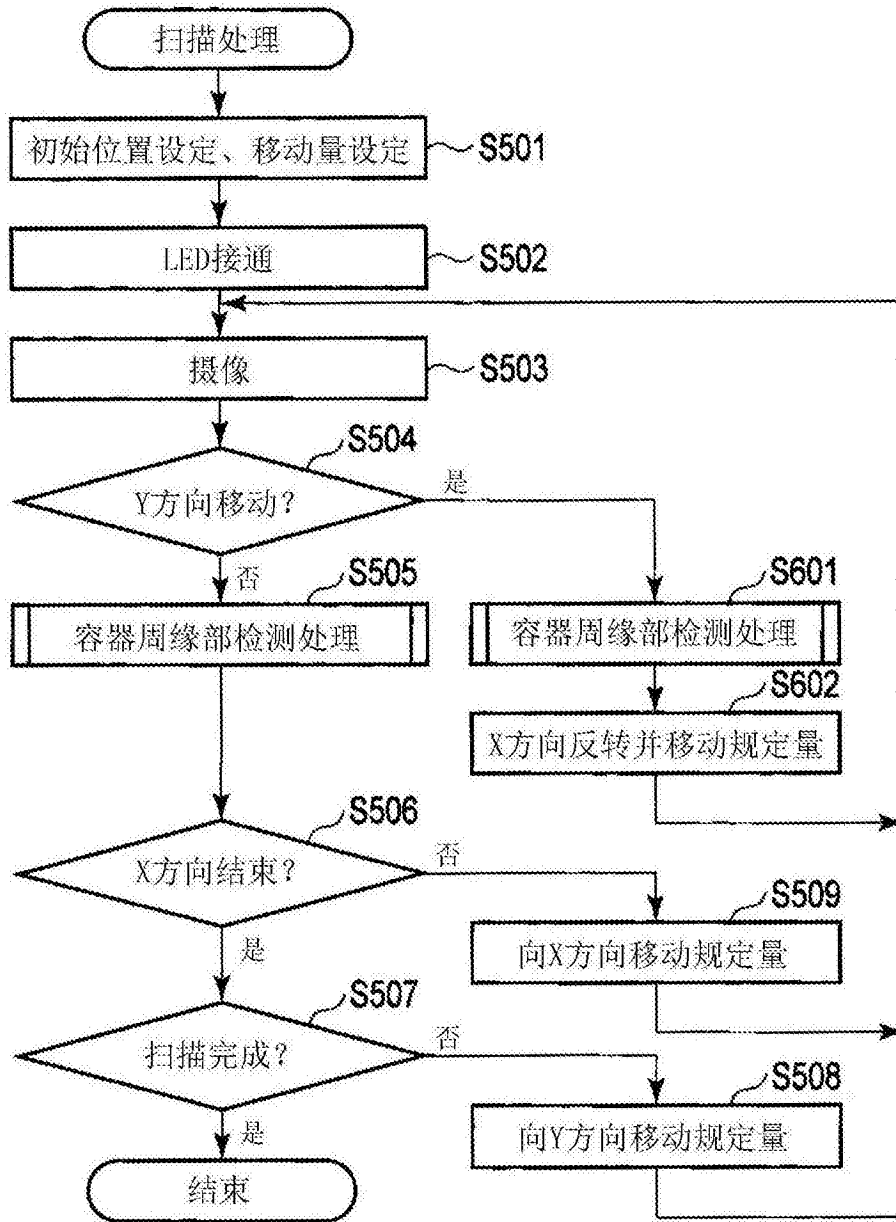 扫描处理
初始位置设定、移动量设定
S501
LED接通
S502
摄像
S503
S504
Y方向移动?
是
否
S505
容器周缘部检测处理
S601
容器周缘部检测处理
S602
X方向反转并移动规定量
S506
X方向结束?
否
是
S509
向X方向移动规定量
S507
扫描完成?
否
是
S508
向Y方向移动规定量
结束